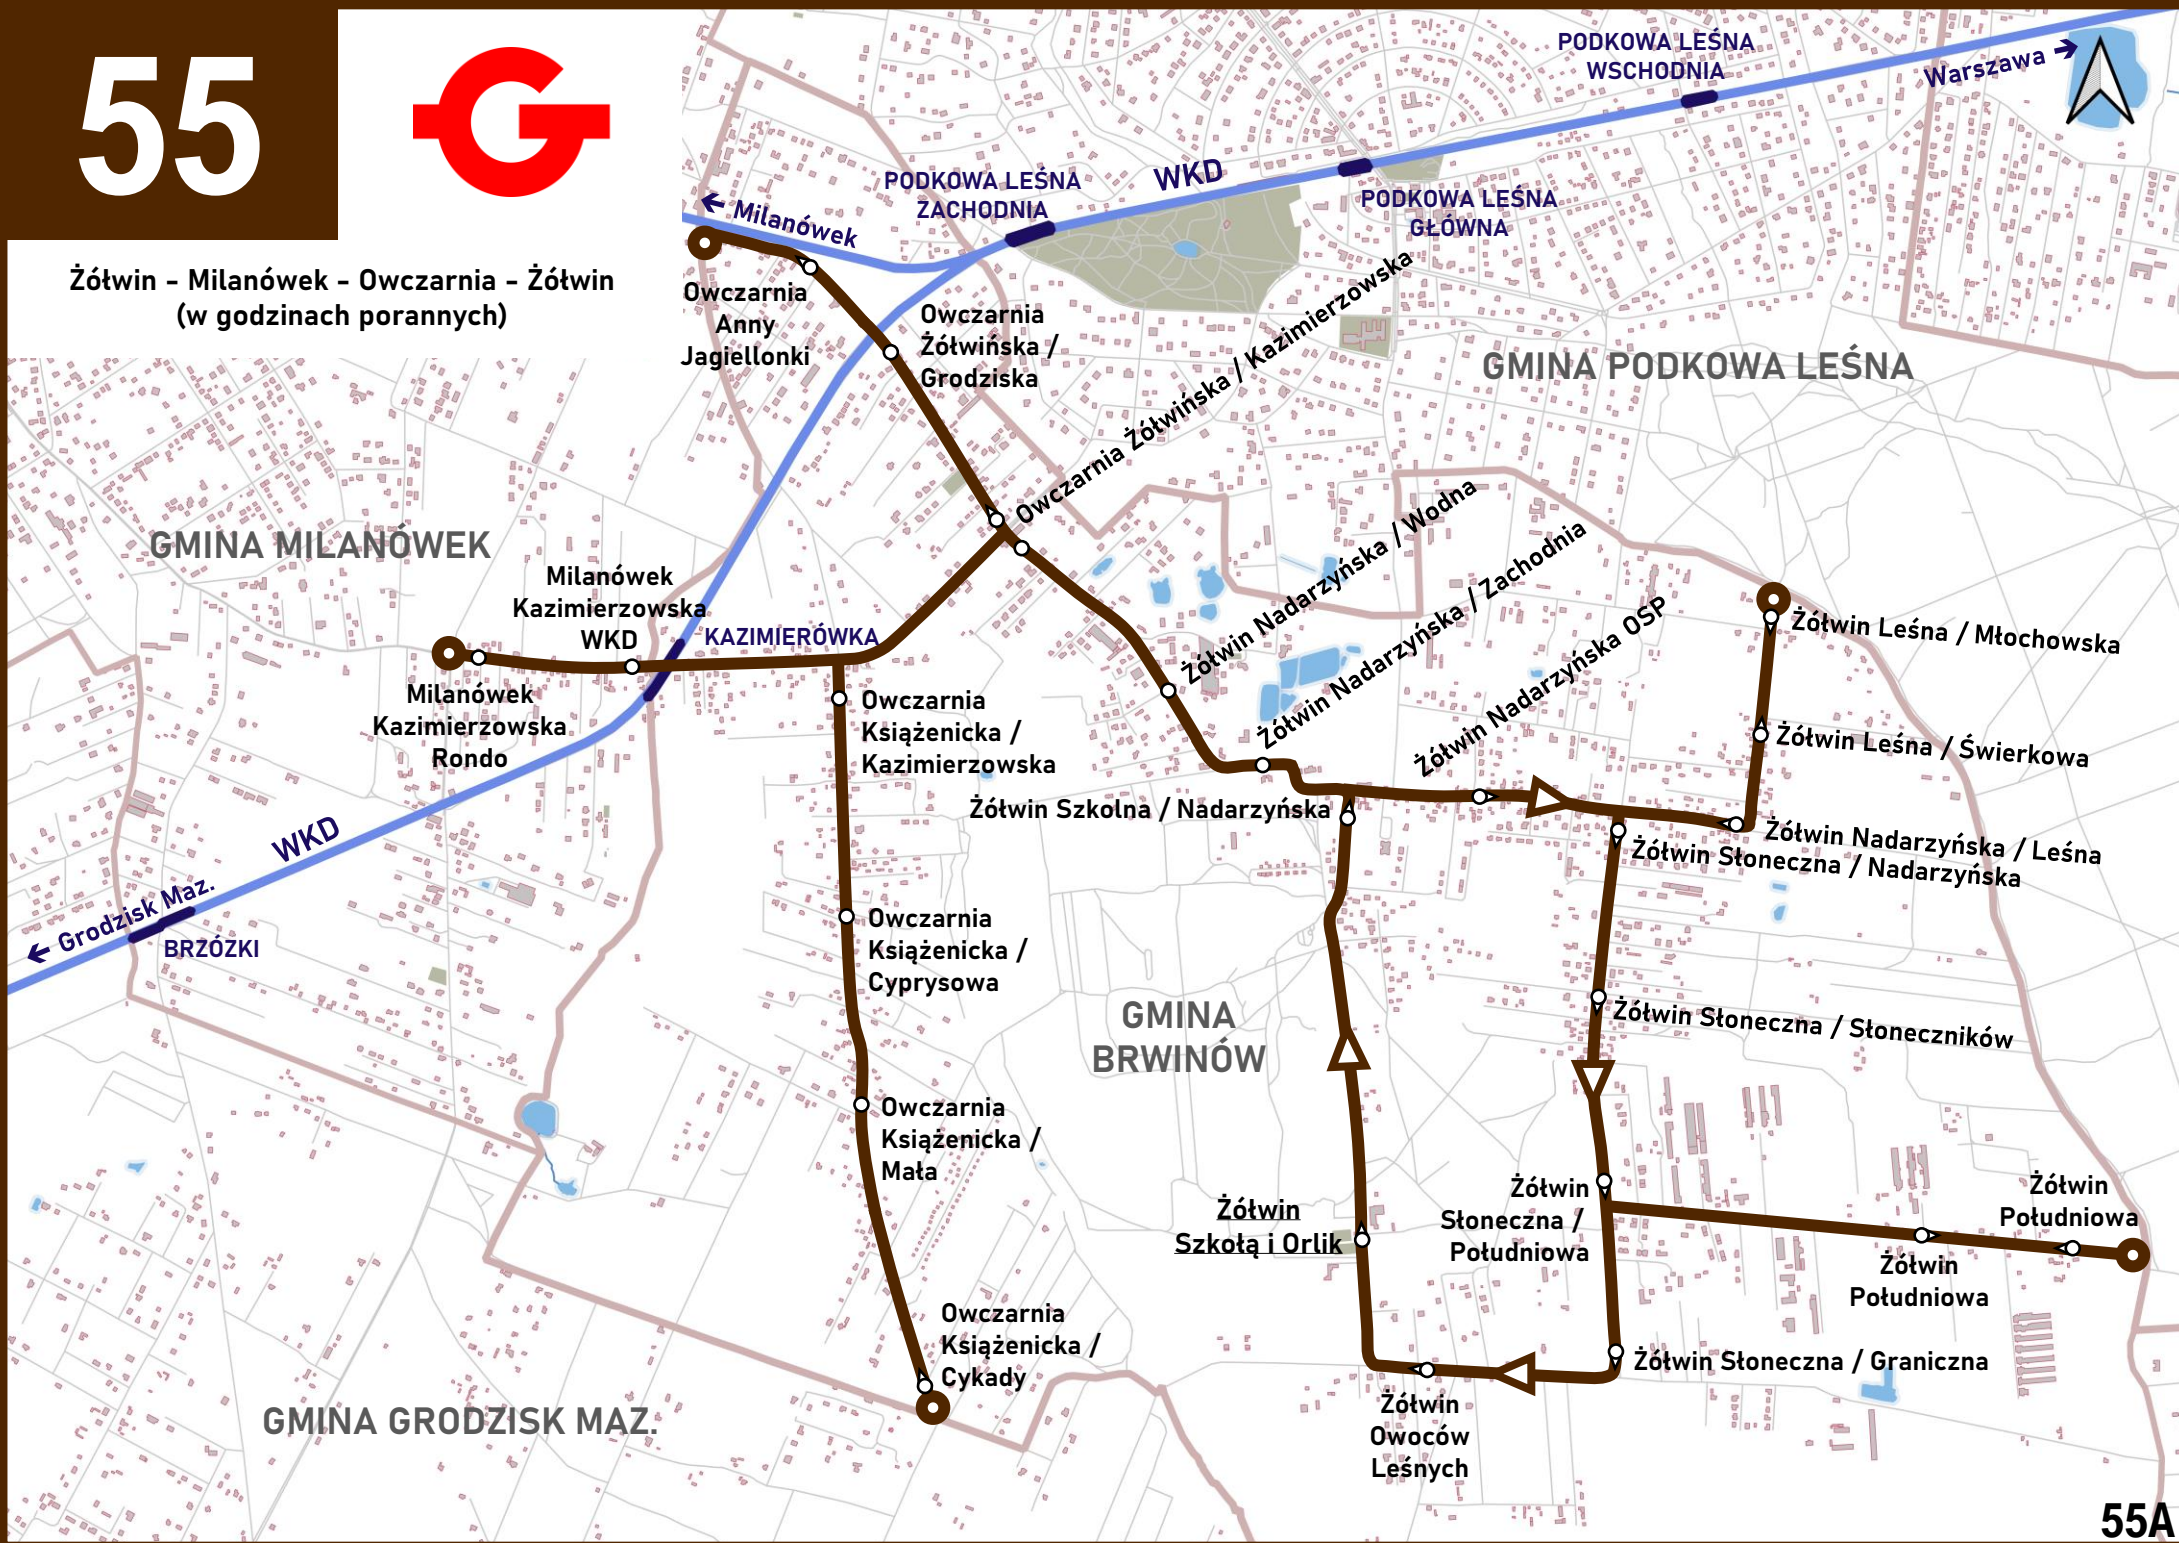 55
G
Żółwin - Milanówek - Owczarnia - Żółwin
(w godzinach porannych)
PODKOWA LEŚNA
WSCHODNIA
Warszawa →
PODKOWA LEŚNA
ZACHODNIA
WKD
PODKOWA LEŚNA
GŁÓWNA
← Milanówek
Owczarnia
Anny
Jagiellonki
Owczarnia
Żółwińska /
Grodziska
Owczarnia Żółwińska / Kazimierzowska
GMINA PODKOWA LEŚNA
GMINA MILANÓWEK
Milanówek
Kazimierzowska
WKD
KAZIMIERÓWKA
Milanówek
Kazimierzowska
Rondo
Żółwin Nadarzyńska / Wodna
Żółwin Nadarzyńska / Zachodnia
Żółwin Nadarzyńska OSP
Żółwin Leśna / Młochowska
Żółwin Leśna / Świerkowa
Owczarnia
Książenicka /
Kazimierzowska
Żółwin Szkolna / Nadarzyńska
Żółwin Nadarzyńska / Leśna
Żółwin Słoneczna / Nadarzyńska
WKD
← Grodzisk Maz.
BRZÓZKI
Owczarnia
Książenicka /
Cyprysowa
GMINA
BRWINÓW
Żółwin Słoneczna / Słoneczników
Owczarnia
Książenicka /
Mała
Żółwin
Szkołą i Orlik
Żółwin
Słoneczna /
Południowa
Żółwin
Południowa
Żółwin
Południowa
Owczarnia
Książenicka /
Cykady
Żółwin Słoneczna / Graniczna
Żółwin
Owoców
Leśnych
GMINA GRODZISK MAZ.
55A